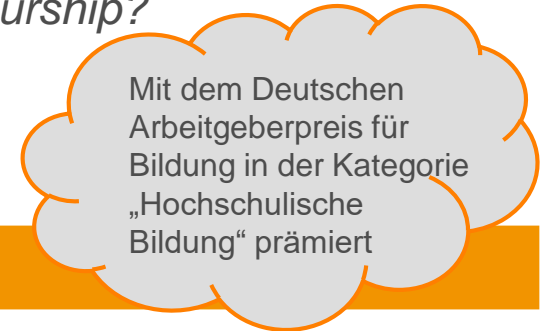 urship?
Mit dem Deutschen
Arbeitgeberpreis für
Bildung in der Kategorie
„Hochschulische
Bildung“ prämiert